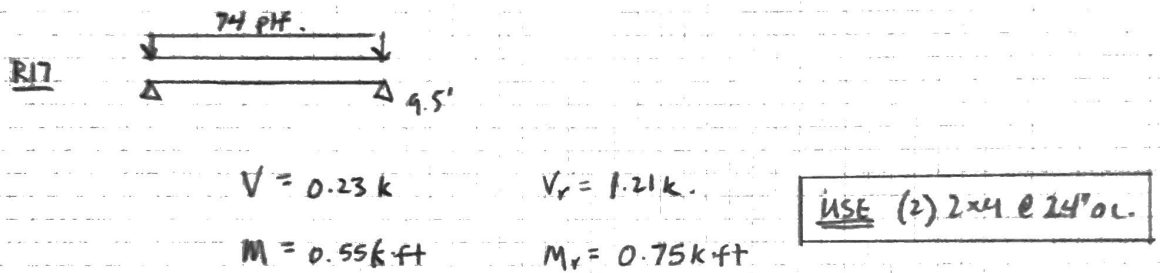 74 plf.
R17
9.5'
V = 0.23 k
Vr = 1.21 k.
USE (2) 2x4 @ 24" oc.
M = 0.55 k·ft
Mr = 0.75 k·ft